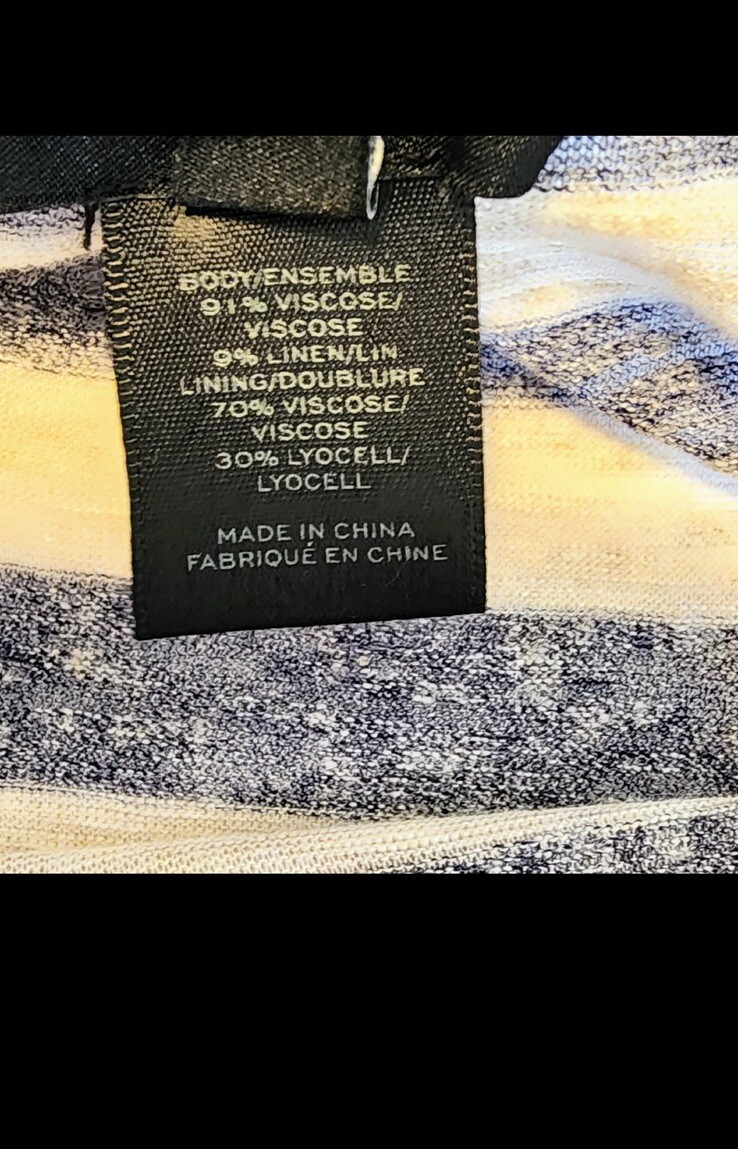 BODY/ENSEMBLE
91% VISCOSE/
VISCOSE
9% LINEN/LIN
LINING/DOUBLURE
70% VISCOSE/
VISCOSE
30% LYOCELL/
LYOCELL
MADE IN CHINA
FABRIQUÉ EN CHINE